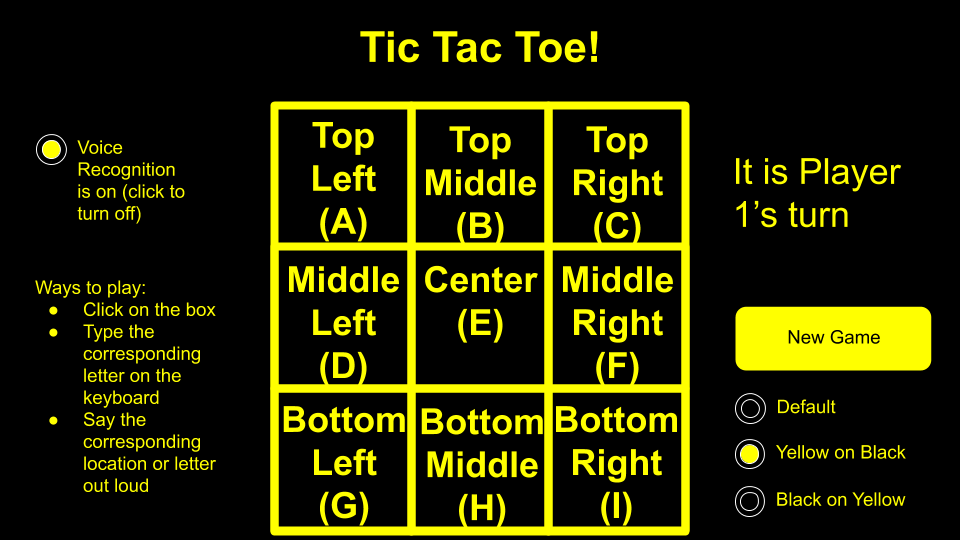 Tic Tac Toe!
Voice
Recognition
is on (click to
turn off)
Ways to play:
● Click on the box
● Type the
corresponding
letter on the
keyboard
● Say the
corresponding
location or letter
out loud
Top
Left
(A)
Top
Middle
(B)
Top
Right
(C)
Middle
Left
(D)
Center
(E)
Middle
Right
(F)
Bottom
Left
(G)
Bottom
Middle
(H)
Bottom
Right
(I)
It is Player
1’s turn
New Game
Default
Yellow on Black
Black on Yellow